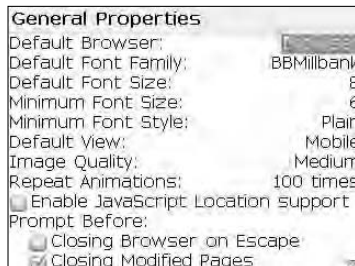 General Properties
Default Browser:
Default Font Family: BBMillbank
Default Font Size: 8
Minimum Font Size: 6
Minimum Font Style: Plain
Default View: Mobile
Image Quality: Medium
Repeat Animations: 100 times
Enable JavaScript Location support
Prompt Before:
Closing Browser on Escape
Closing Modified Pages